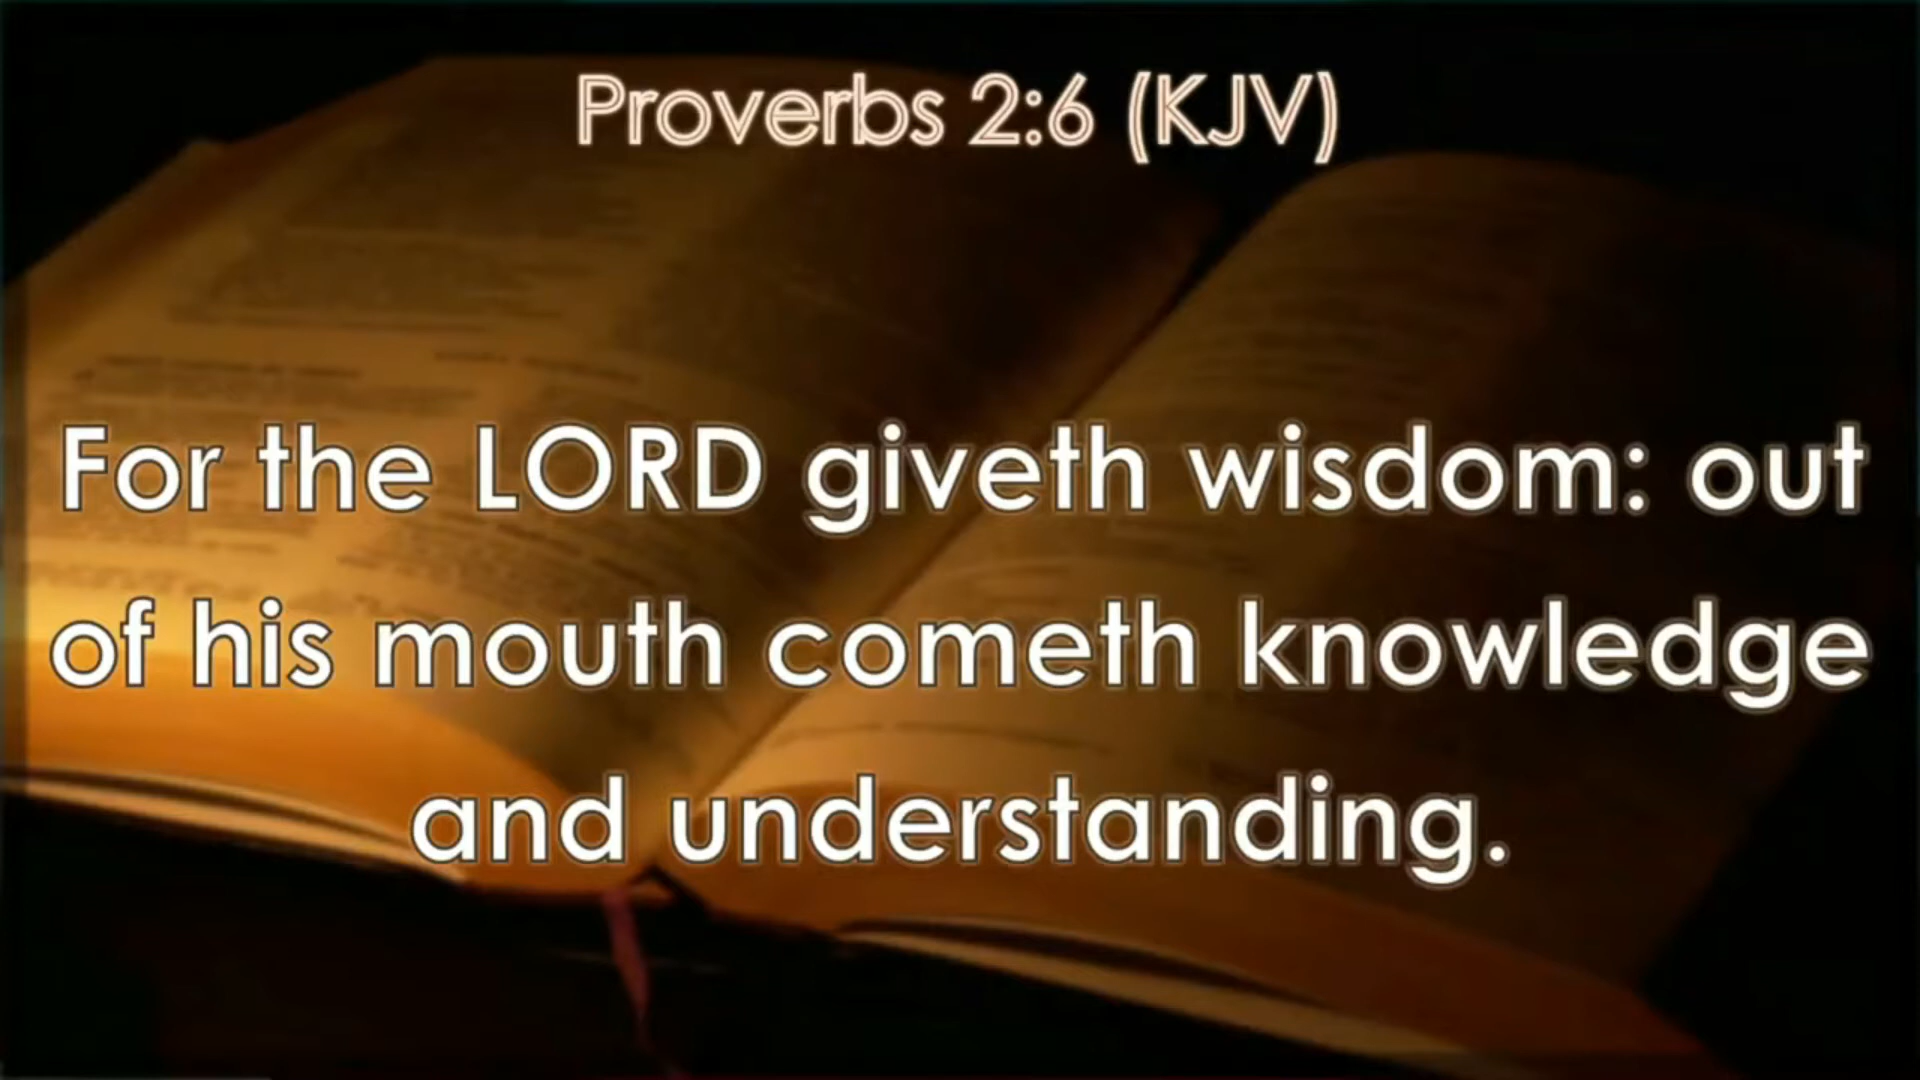 Proverbs 2:6 (KJV)
For the LORD giveth wisdom: out
of his mouth cometh knowledge
and understanding.